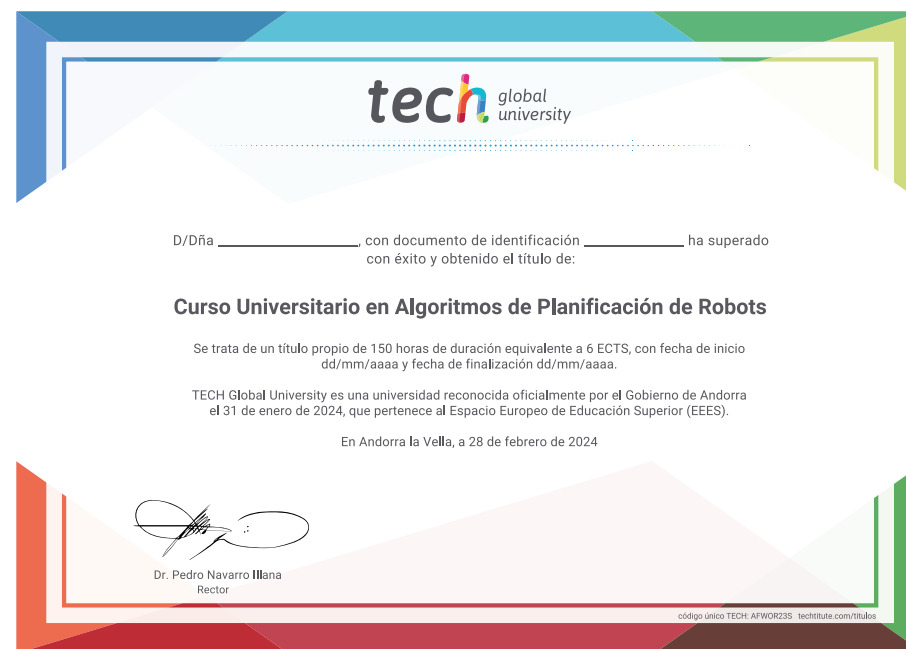 tech global university
D/Dña ____________________, con documento de identificación ______________ ha superado
con éxito y obtenido el título de:
Curso Universitario en Algoritmos de Planificación de Robots
Se trata de un título propio de 150 horas de duración equivalente a 6 ECTS, con fecha de inicio
dd/mm/aaaa y fecha de finalización dd/mm/aaaa.
TECH Global University es una universidad reconocida oficialmente por el Gobierno de Andorra
el 31 de enero de 2024, que pertenece al Espacio Europeo de Educación Superior (EEES).
En Andorra la Vella, a 28 de febrero de 2024
Dr. Pedro Navarro Illana
Rector
código único TECH: AFWOR23S techtitute.com/titulos